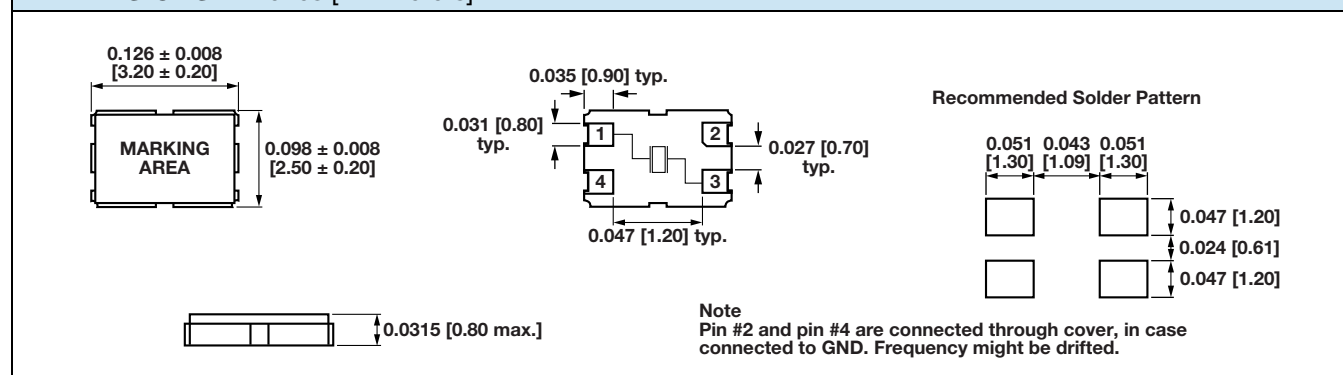 0.126 ± 0.008
[3.20 ± 0.20]
MARKING
AREA
0.098 ± 0.008
[2.50 ± 0.20]
0.035 [0.90] typ.
0.031 [0.80]
typ.
1
2
4
3
0.027 [0.70]
typ.
0.047 [1.20] typ.
Recommended Solder Pattern
0.051 0.043 0.051
[1.30] [1.09] [1.30]
0.047 [1.20]
0.024 [0.61]
0.047 [1.20]
0.0315 [0.80 max.]
Note
Pin #2 and pin #4 are connected through cover, in case
connected to GND. Frequency might be drifted.